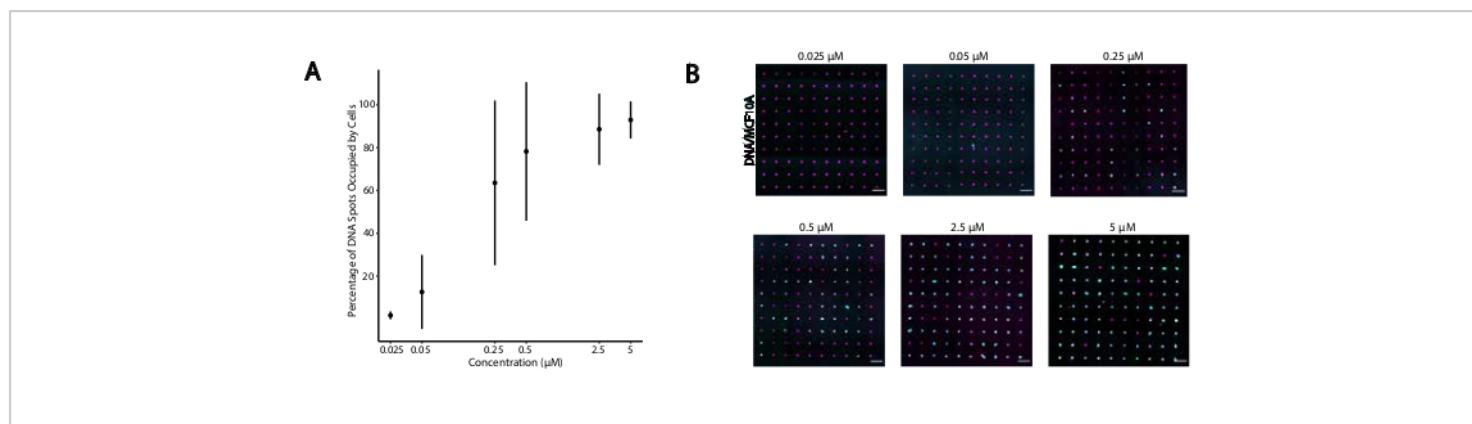 A
Percentage of DNA Spots Occupied by Cells
100
80
60
40
20
0.025 0.05 0.25 0.5 2.5 5
Concentration (μM)
B
DNA/MCF10A
0.025 μM 0.05 μM 0.25 μM
0.5 μM 2.5 μM 5 μM